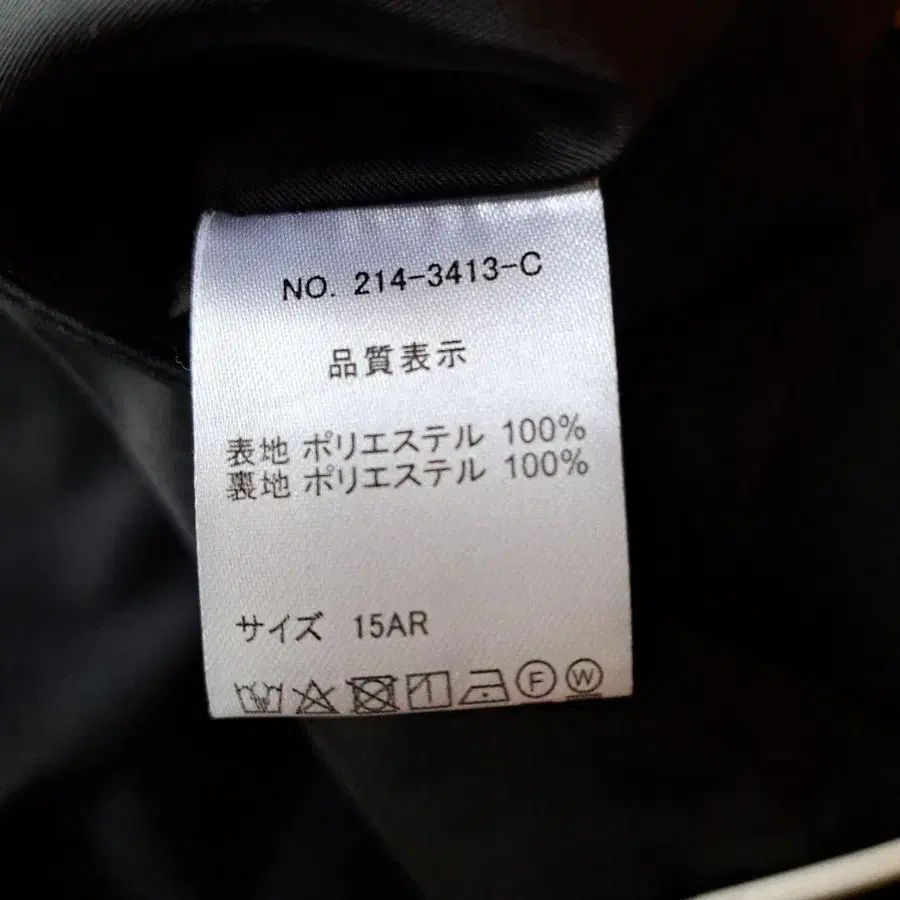 NO. 214-3413-C
品質表示
表地 ポリエステル 100%
裏地 ポリエステル 100%
サイズ 15AR
F W